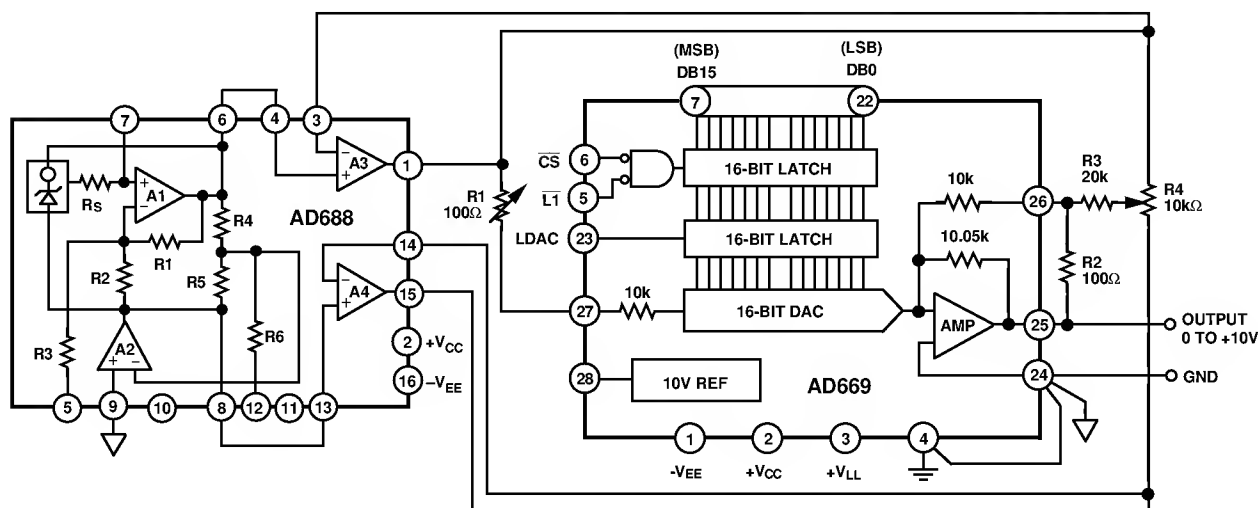 (MSB)
DB15
(LSB)
DB0
7
6
4
3
7
22
RS
A1
A3
1
CS
6
L1
5
16-BIT LATCH
R1
100Ω
R4
AD688
10k
26
R3
20k
R4
10kΩ
R1
LDAC
23
16-BIT LATCH
10.05k
14
R2
R5
A4
15
R2
100Ω
10k
27
16-BIT DAC
AMP
25
OUTPUT
0 TO +10V
R3
A2
R6
2
+VCC
16
–VEE
28
10V REF
AD669
24
GND
5
9
10
8
12
11
13
1
2
3
4
-VEE
+VCC
+VLL